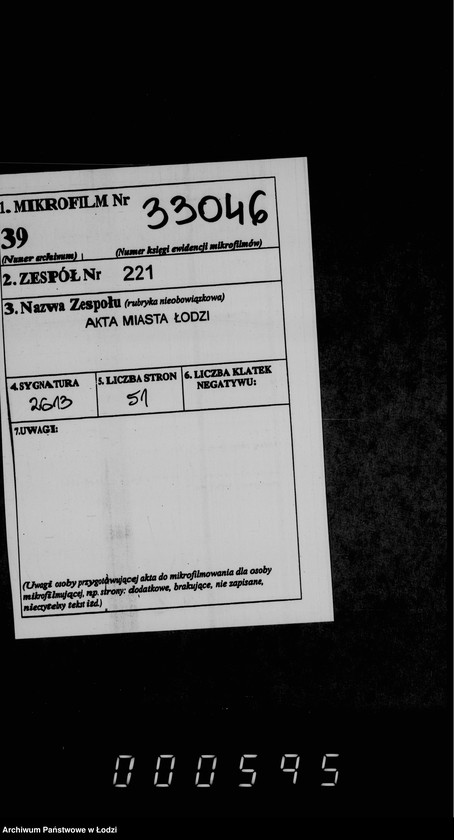 1. MIKROFILM Nr 33046
39
(Numer archiwum) (Numer księgi ewidencji mikrofilmów)
2. ZESPÓŁ Nr 221
3. Nazwa Zespołu (rubryka nieobowiązkowa)
AKTA MIASTA ŁODZI
4. SYGNATURA 5. LICZBA STRON 6. LICZBA KLATEK
NEGATYWU:
2613 51
7. UWAGI:
(Uwagi osoby przygotowującej akta do mikrofilmowania dla osoby
mikrofilmującej, np. strony: dodatkowe, brakujące, nie zapisane,
nieczytelny tekst itd.)
000595
Archiwum Państwowe w Łodzi